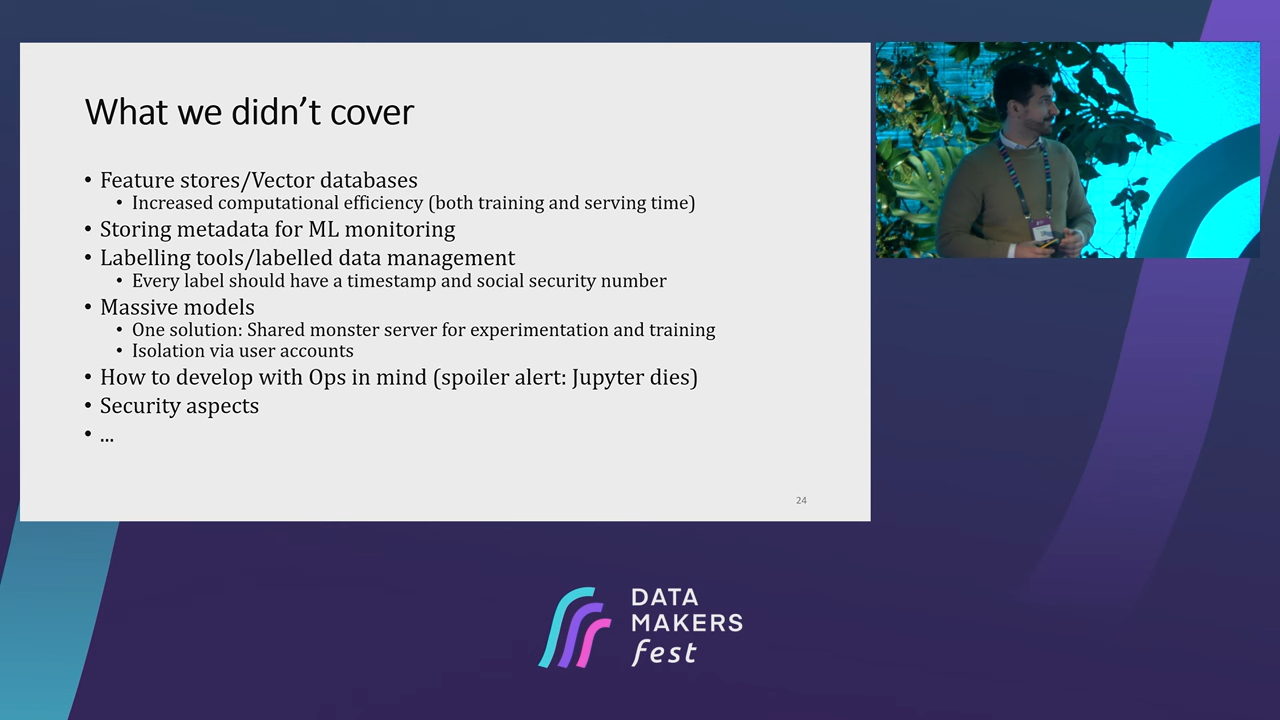 What we didn't cover
• Feature stores/Vector databases
• Increased computational efficiency (both training and serving time)
• Storing metadata for ML monitoring
• Labelling tools/labelled data management
• Every label should have a timestamp and social security number
• Massive models
• One solution: Shared monster server for experimentation and training
• Isolation via user accounts
• How to develop with Ops in mind (spoiler alert: Jupyter dies)
• Security aspects
• ...
24
DATA
MAKERS
fest